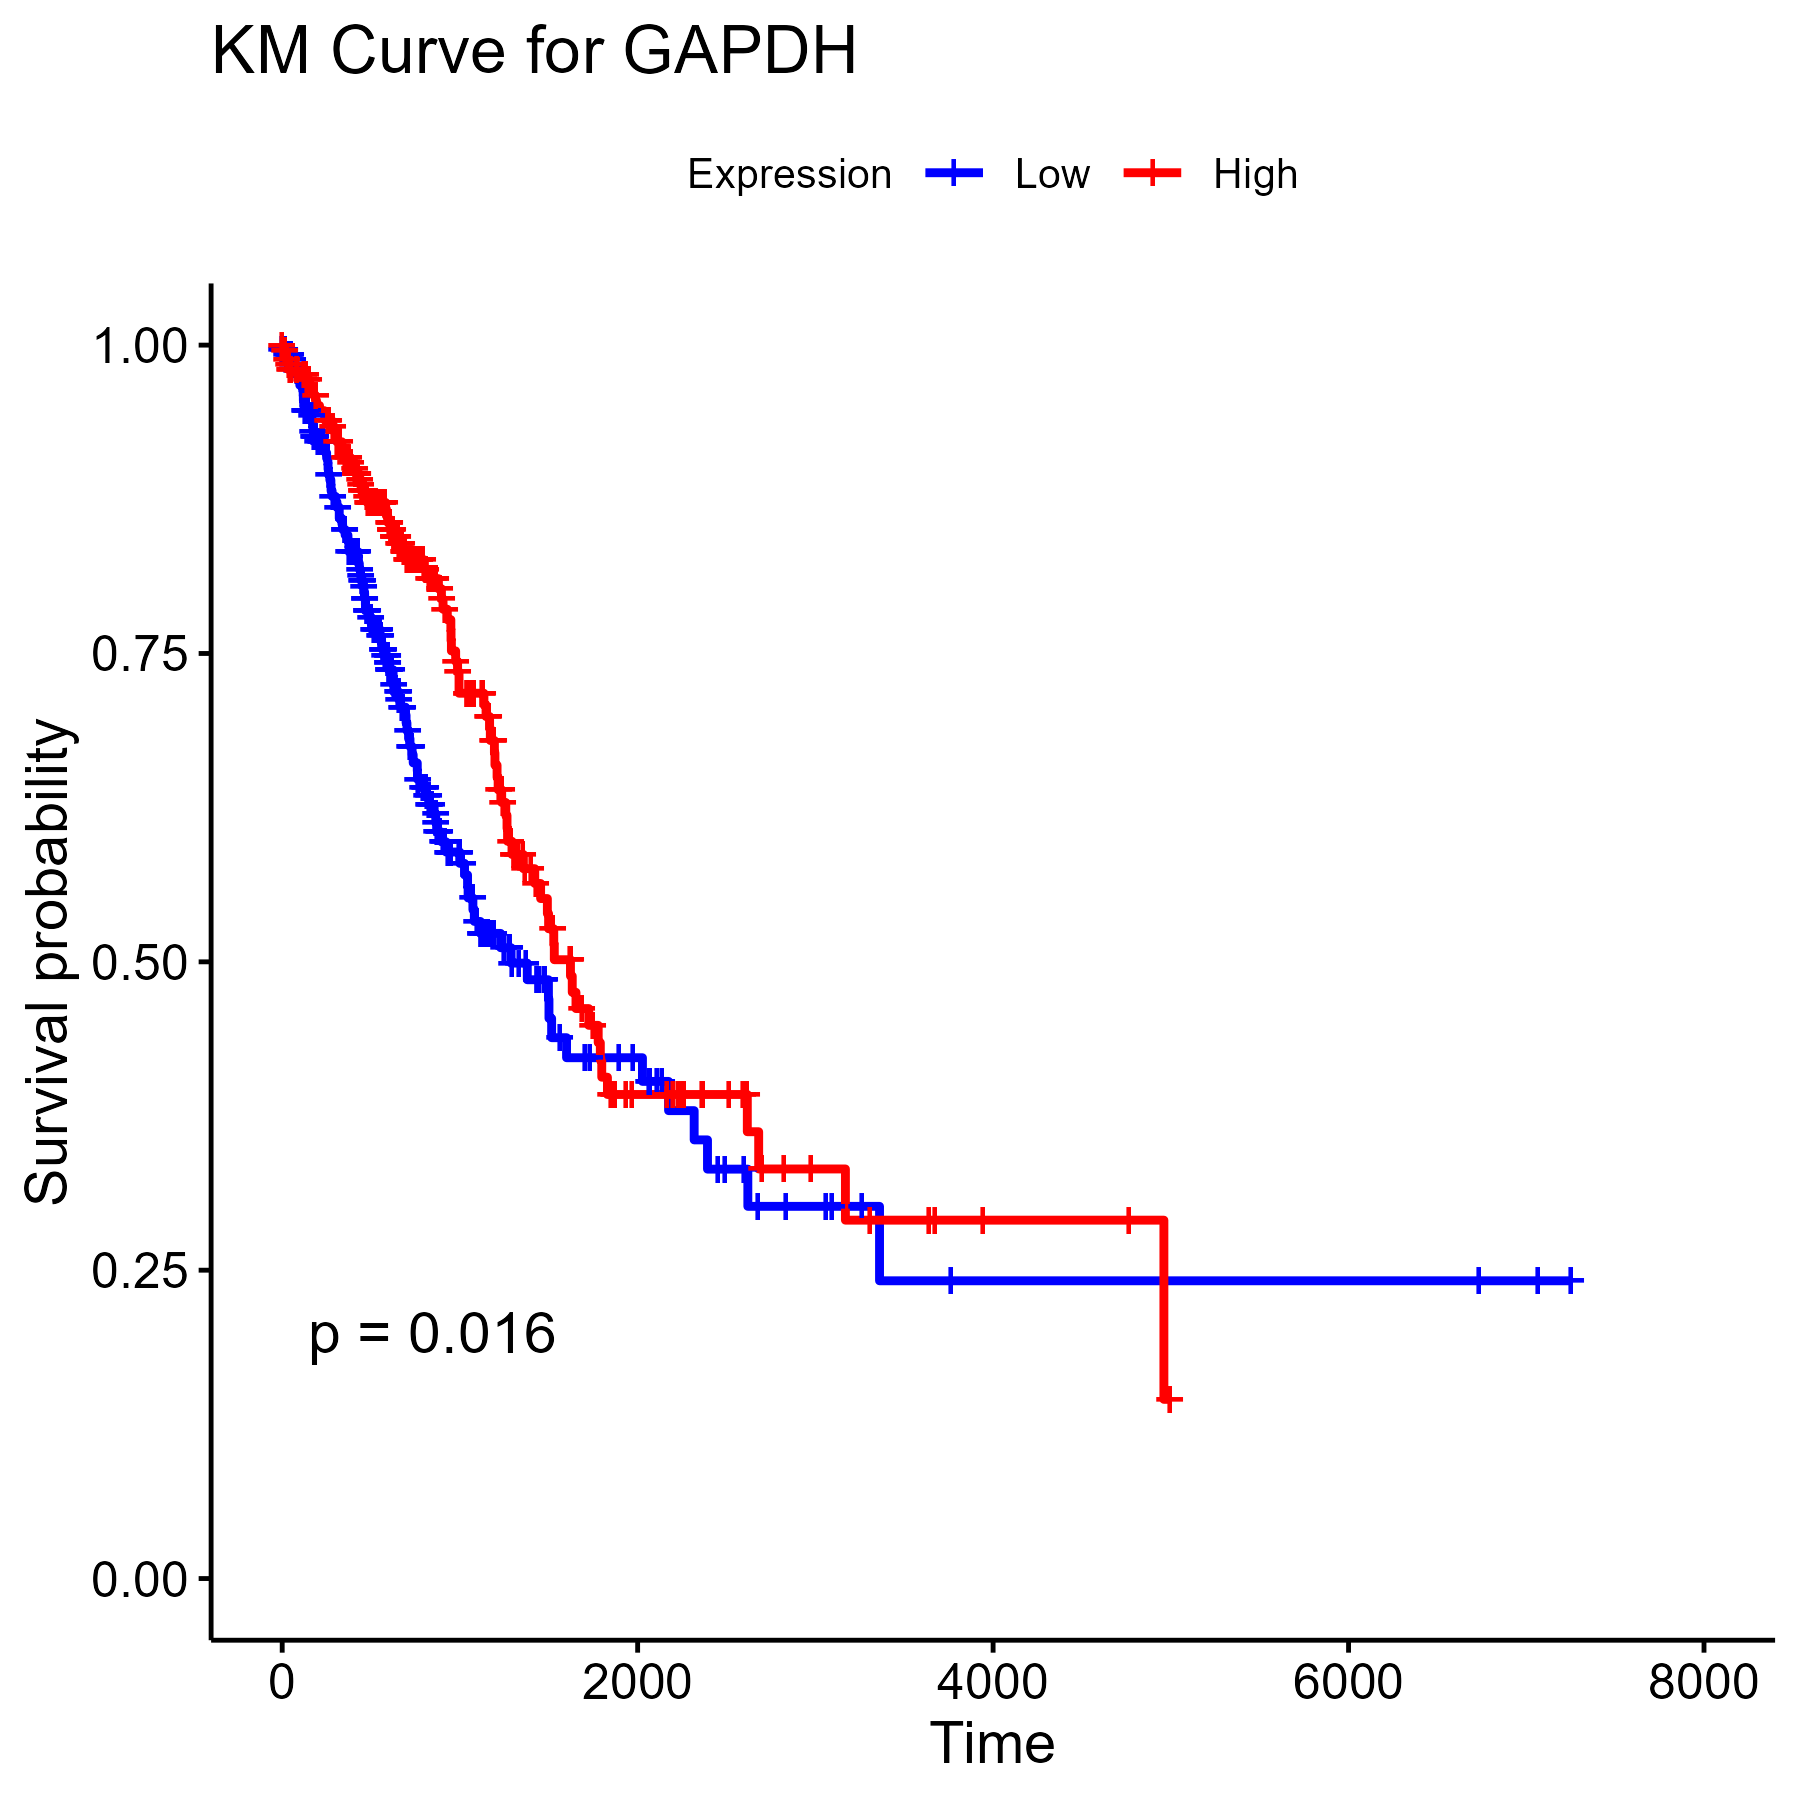 KM Curve for GAPDH
Expression Low High
Survival probability
1.00
0.75
0.50
0.25
0.00
p = 0.016
0 2000 4000 6000 8000
Time